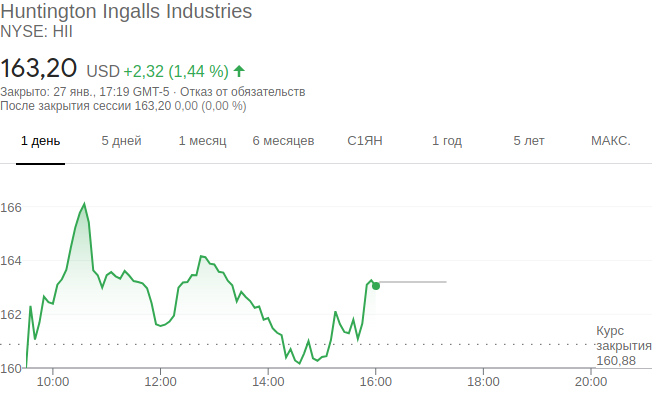 Huntington Ingalls Industries
NYSE: HII
163,20 USD +2,32 (1,44 %)
Закрыто: 27 янв., 17:19 GMT-5 · Отказ от обязательств
После закрытия сессии 163,20 0,00 (0,00 %)
1 день 5 дней 1 месяц 6 месяцев С1ЯН 1 год 5 лет МАКС.
166
164
162
160
Курс
закрытия
160,88
10:00 12:00 14:00 16:00 18:00 20:00